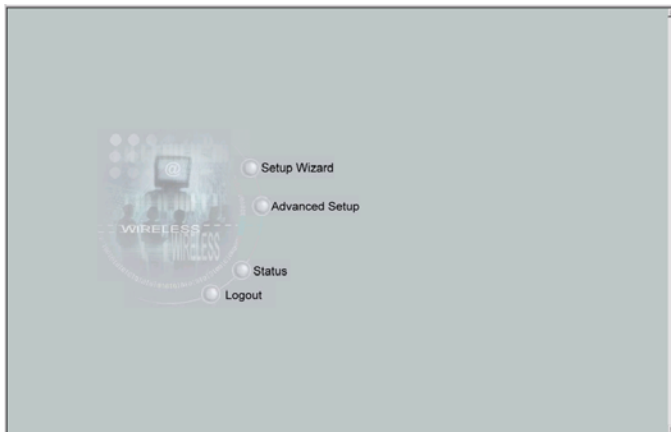 @
Setup Wizard
Advanced Setup
WIRELESS
WIRELESS
Status
Logout